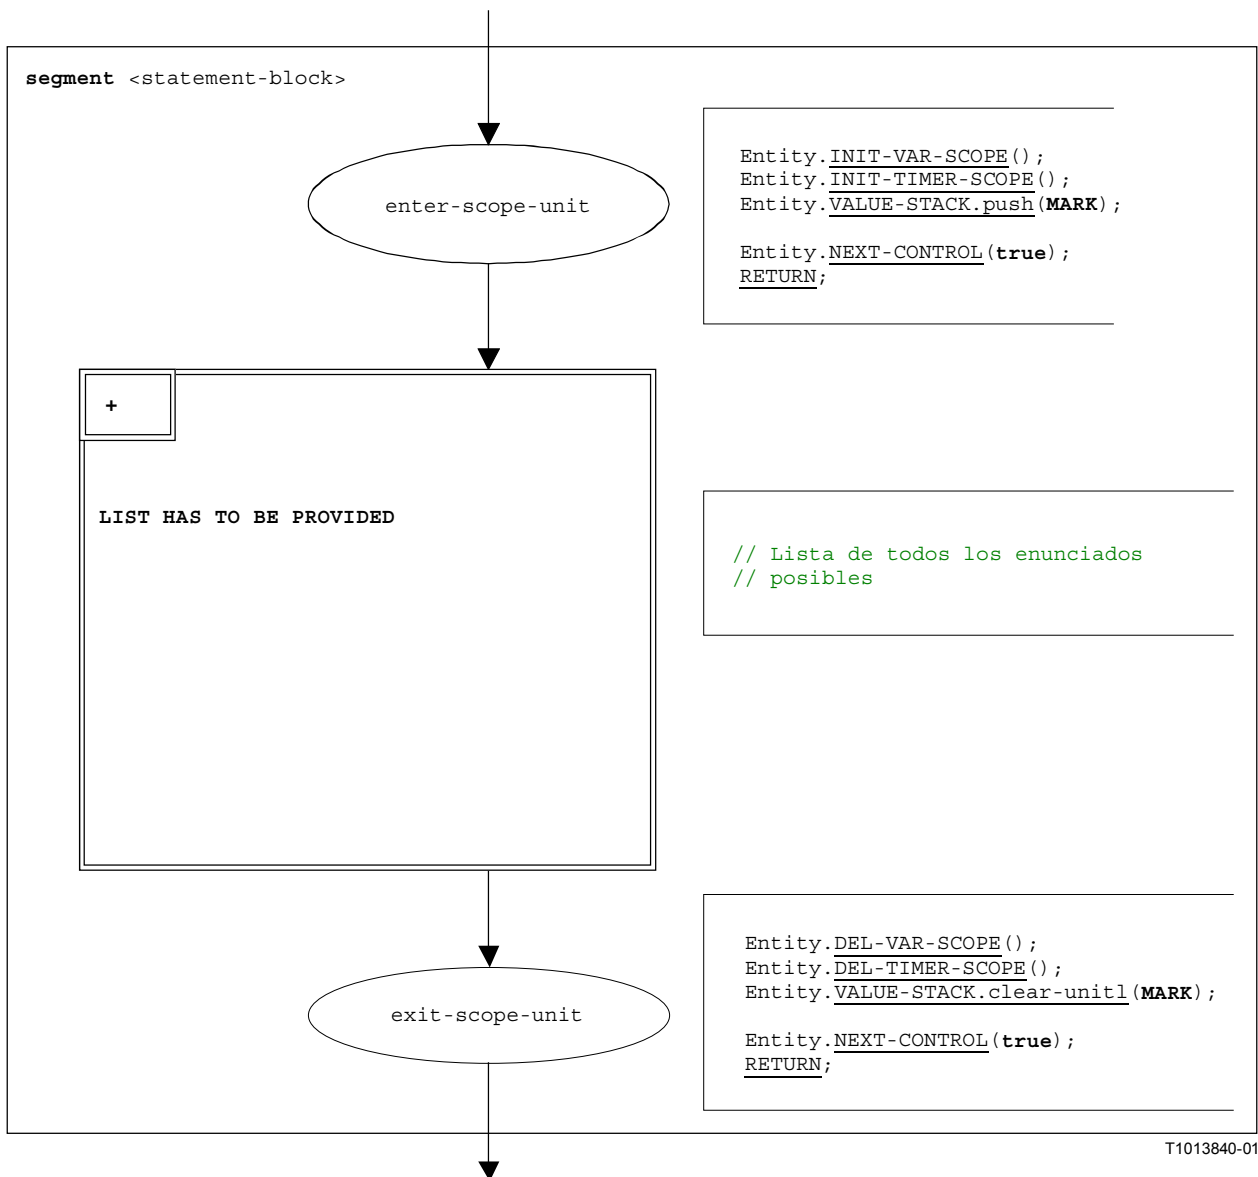 segment <statement-block>
enter-scope-unit
Entity.INIT-VAR-SCOPE();
Entity.INIT-TIMER-SCOPE();
Entity.VALUE-STACK.push(MARK);
Entity.NEXT-CONTROL(true);
RETURN;
+
LIST HAS TO BE PROVIDED
// Lista de todos los enunciados
// posibles
exit-scope-unit
Entity.DEL-VAR-SCOPE();
Entity.DEL-TIMER-SCOPE();
Entity.VALUE-STACK.clear-unitl(MARK);
Entity.NEXT-CONTROL(true);
RETURN;
T1013840-01